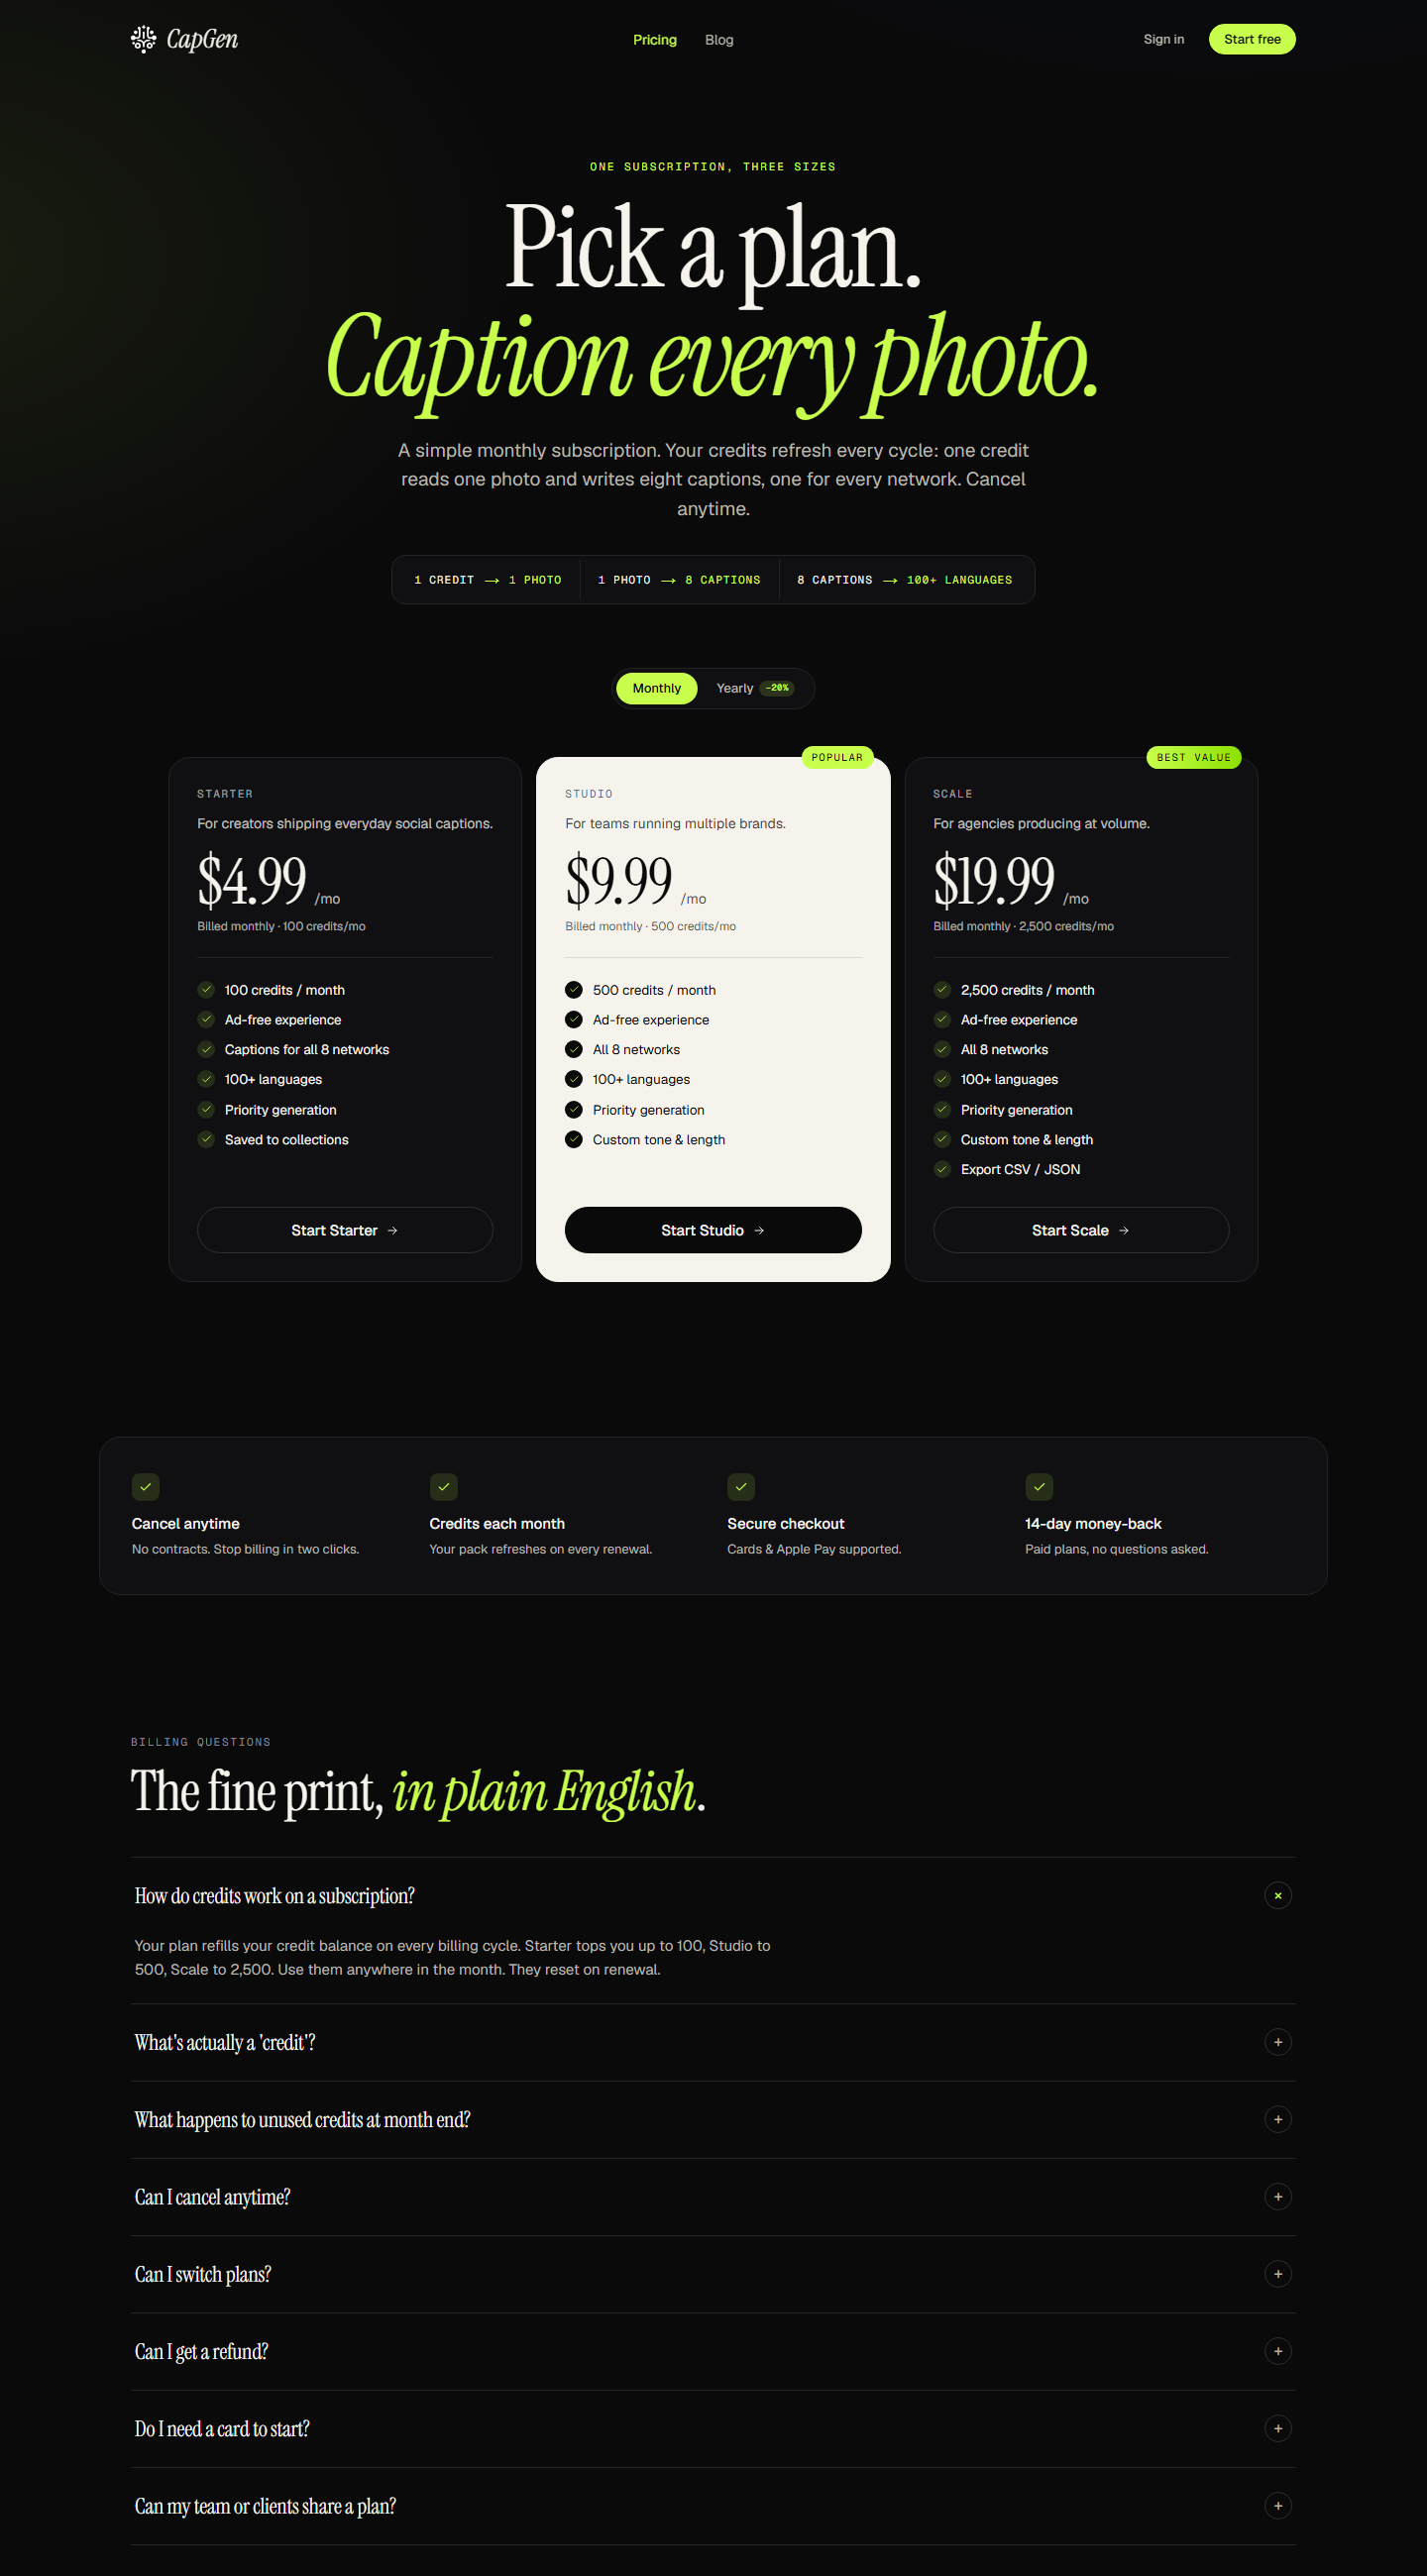 CapGen
Pricing Blog
Sign in Start free
ONE SUBSCRIPTION, THREE SIZES
Pick a plan.
Caption every photo.
A simple monthly subscription. Your credits refresh every cycle: one credit
reads one photo and writes eight captions, one for every network. Cancel
anytime.
1 CREDIT → 1 PHOTO 1 PHOTO → 8 CAPTIONS 8 CAPTIONS → 100+ LANGUAGES
Monthly Yearly −20%
STARTER
For creators shipping everyday social captions.
$4.99 /mo
Billed monthly · 100 credits/mo
100 credits / month
Ad-free experience
Captions for all 8 networks
100+ languages
Priority generation
Saved to collections
Start Starter →
POPULAR
STUDIO
For teams running multiple brands.
$9.99 /mo
Billed monthly · 500 credits/mo
500 credits / month
Ad-free experience
All 8 networks
100+ languages
Priority generation
Custom tone & length
Start Studio →
BEST VALUE
SCALE
For agencies producing at volume.
$19.99 /mo
Billed monthly · 2,500 credits/mo
2,500 credits / month
Ad-free experience
All 8 networks
100+ languages
Priority generation
Custom tone & length
Export CSV / JSON
Start Scale →
Cancel anytime
No contracts. Stop billing in two clicks.
Credits each month
Your pack refreshes on every renewal.
Secure checkout
Cards & Apple Pay supported.
14-day money-back
Paid plans, no questions asked.
BILLING QUESTIONS
The fine print, in plain English.
How do credits work on a subscription?
Your plan refills your credit balance on every billing cycle. Starter tops you up to 100, Studio to
500, Scale to 2,500. Use them anywhere in the month. They reset on renewal.
What's actually a 'credit'?
What happens to unused credits at month end?
Can I cancel anytime?
Can I switch plans?
Can I get a refund?
Do I need a card to start?
Can my team or clients share a plan?